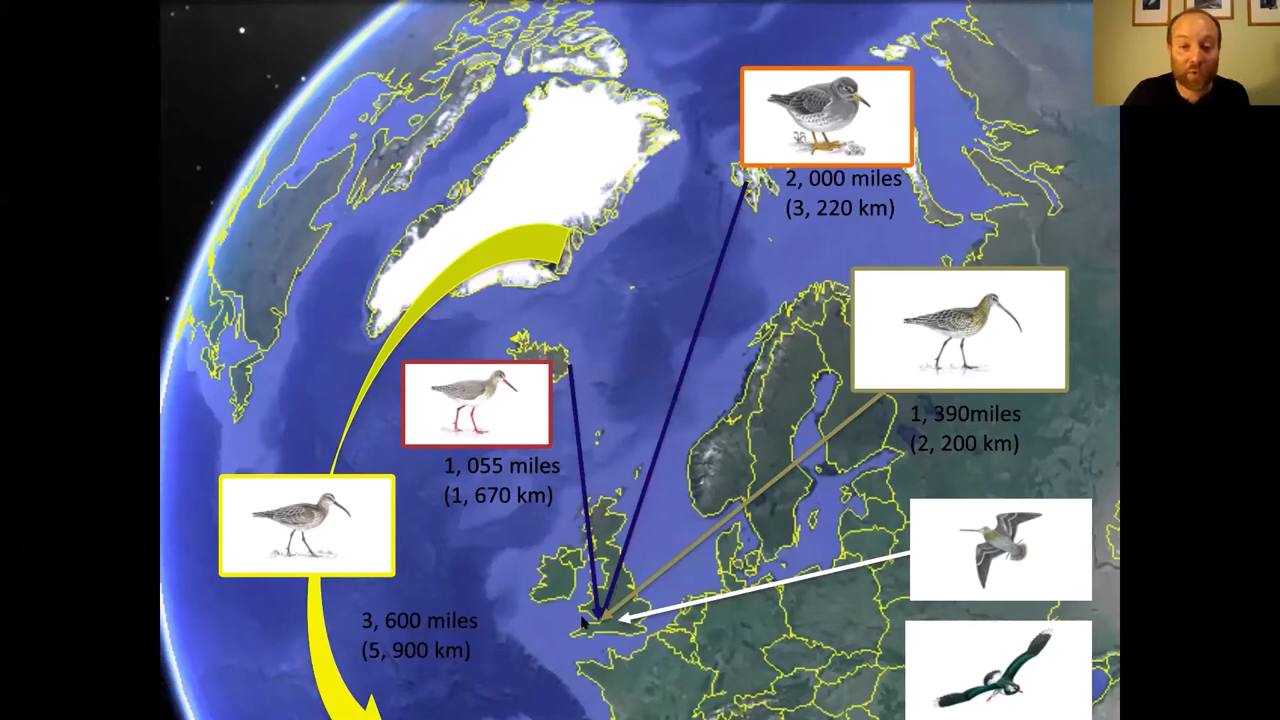 2, 000 miles
(3, 220 km)
1, 390miles
(2, 200 km)
1, 055 miles
(1, 670 km)
3, 600 miles
(5, 900 km)